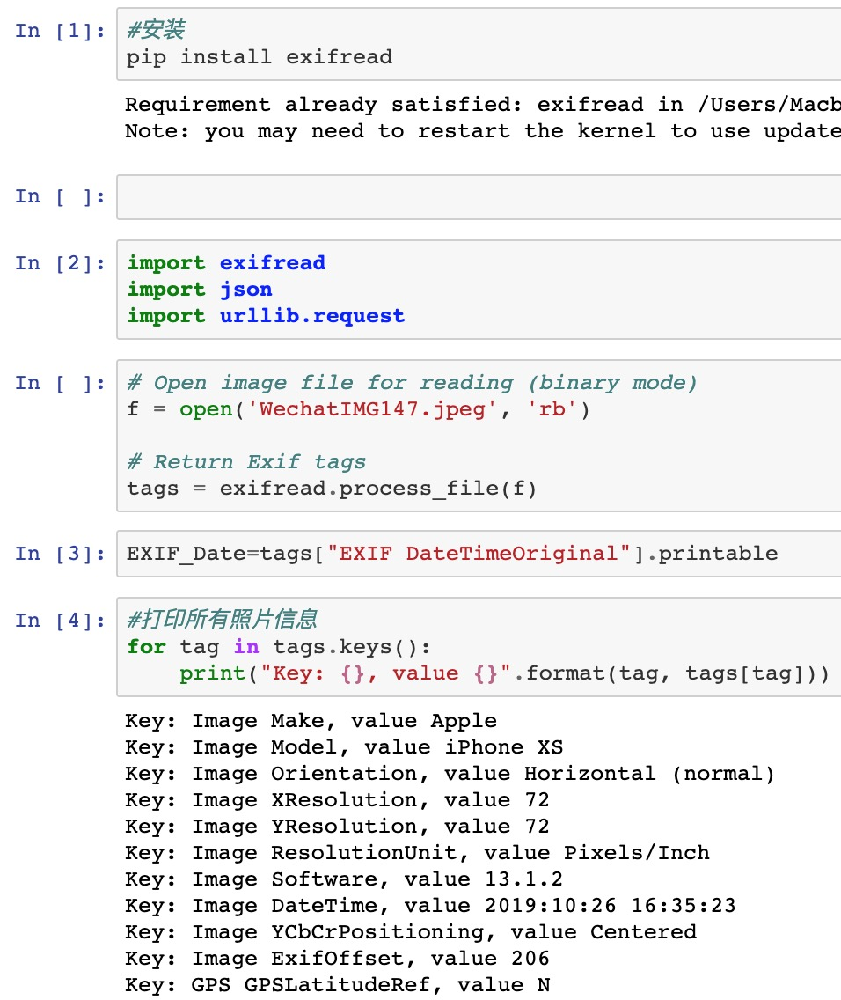 In [1]: #安装
pip install exifread
Requirement already satisfied: exifread in /Users/Macb
Note: you may need to restart the kernel to use update
In [ ]:
In [2]: import exifread
import json
import urllib.request
In [ ]: # Open image file for reading (binary mode)
f = open('WechatIMG147.jpeg', 'rb')
# Return Exif tags
tags = exifread.process_file(f)
In [3]: EXIF_Date=tags["EXIF DateTimeOriginal"].printable
In [4]: #打印所有照片信息
for tag in tags.keys():
    print("Key: {}, value {}".format(tag, tags[tag]))
Key: Image Make, value Apple
Key: Image Model, value iPhone XS
Key: Image Orientation, value Horizontal (normal)
Key: Image XResolution, value 72
Key: Image YResolution, value 72
Key: Image ResolutionUnit, value Pixels/Inch
Key: Image Software, value 13.1.2
Key: Image DateTime, value 2019:10:26 16:35:23
Key: Image YCbCrPositioning, value Centered
Key: Image ExifOffset, value 206
Key: GPS GPSLatitudeRef, value N